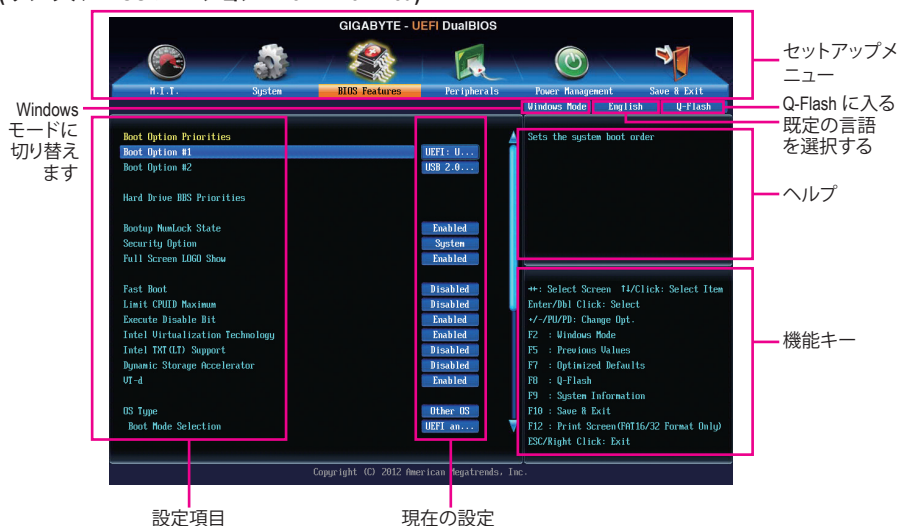 GIGABYTE - UEFI DualBIOS
M.I.T.
System
BIOS Features
Peripherals
Power Management
Save & Exit
セットアップメ
ニュー
Windows Mode
English
Q-Flash
Q-Flash に入る
既定の言語
を選択する
Windows
モードに
切り替え
ます
Boot Option Priorities
Boot Option #1 UEFI: U...
Boot Option #2 USB 2.0...
Hard Drive BBS Priorities
Bootup NumLock State Enabled
Security Option System
Full Screen LOGO Show Enabled
Fast Boot Disabled
Limit CPUID Maximum Disabled
Execute Disable Bit Enabled
Intel Virtualization Technology Enabled
Intel TXT(LT) Support Disabled
Dynamic Storage Accelerator Disabled
VT-d Enabled
OS Type Other OS
Boot Mode Selection UEFI an...
Sets the system boot order
ヘルプ
→←: Select Screen ↑↓/Click: Select Item
Enter/Dbl Click: Select
+/-/PU/PD: Change Opt.
F2 : Windows Mode
F5 : Previous Values
F7 : Optimized Defaults
F8 : Q-Flash
F9 : System Information
F10 : Save & Exit
F12 : Print Screen(FAT16/32 Format Only)
ESC/Right Click: Exit
機能キー
Copyright (C) 2012 American Megatrends, Inc.
設定項目
現在の設定